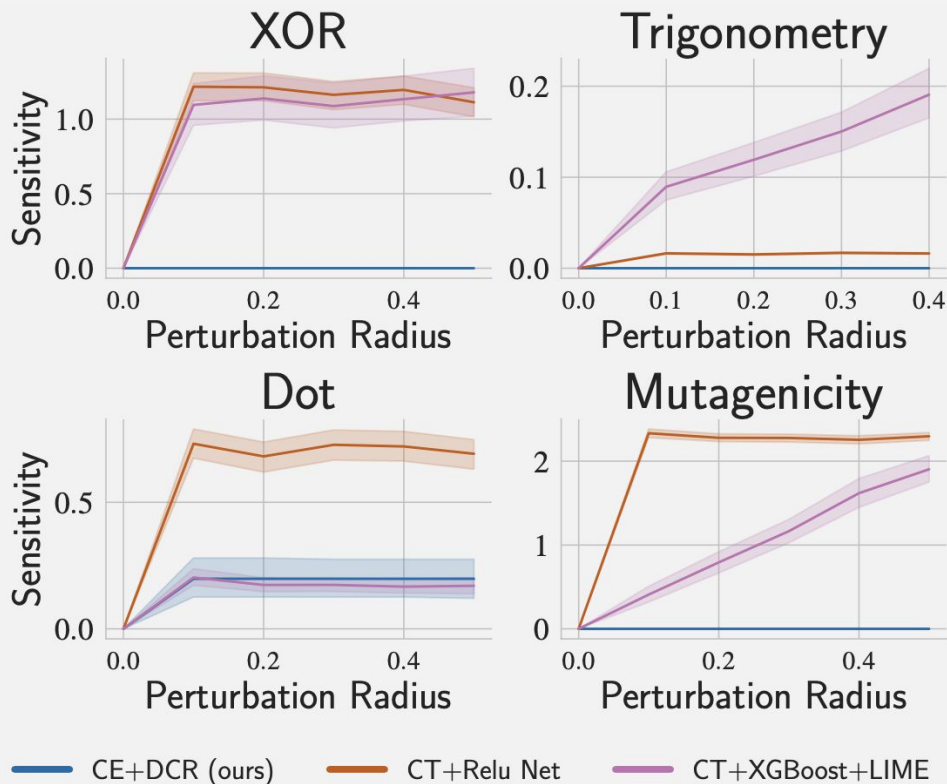 XOR
Sensitivity
1.0
0.5
0.0
0.0 0.2 0.4
Perturbation Radius
Trigonometry
0.2
0.1
0.0
0.0 0.1 0.2 0.3 0.4
Perturbation Radius
Dot
Sensitivity
0.5
0.0
0.0 0.2 0.4
Perturbation Radius
Mutagenicity
2
1
0
0.0 0.2 0.4
Perturbation Radius
CE+DCR (ours) CT+Relu Net CT+XGBoost+LIME